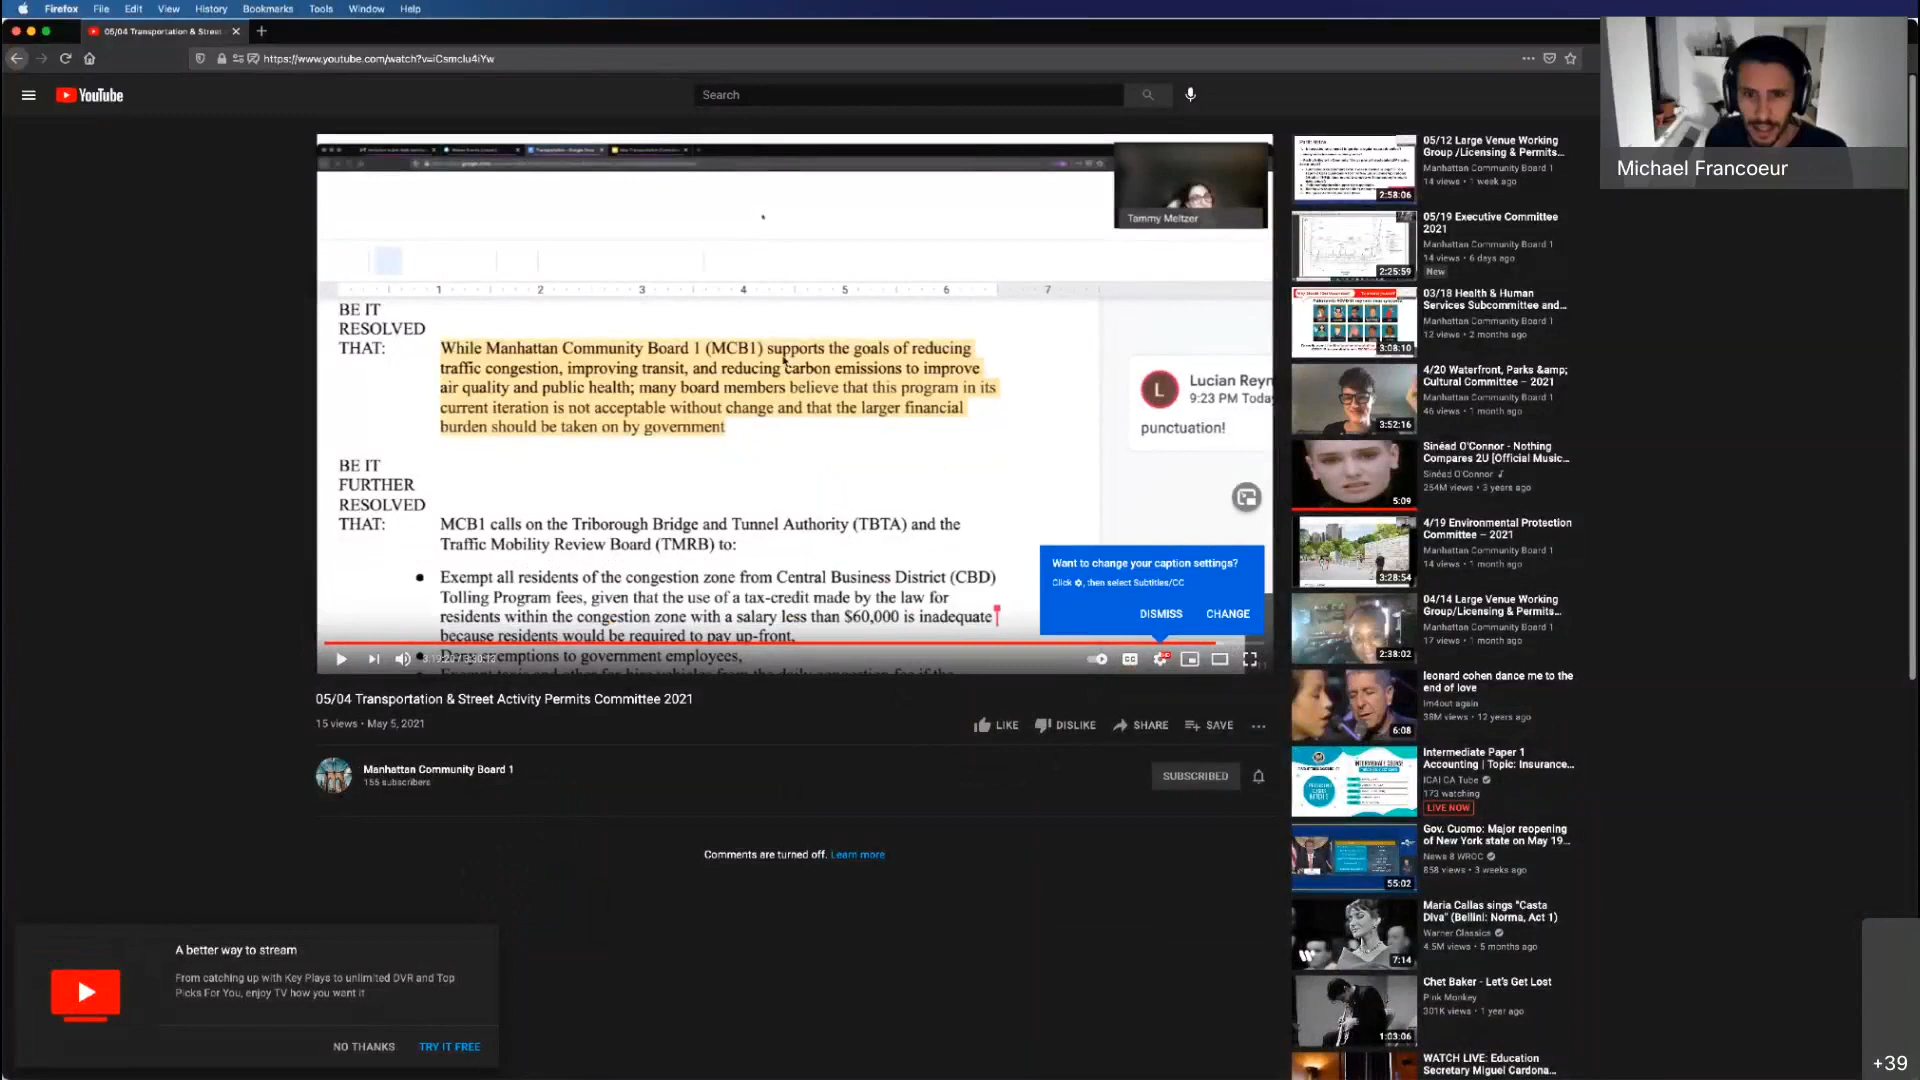 Firefox File Edit View History Bookmarks Tools Window Help
05/04 Transportation & Street
https://www.youtube.com/watch?v=iCsmclu4iYw
YouTube
Search
Michael Francoeur
Tammy Meltzer
1 2 3 4 5 6 7
BE IT
RESOLVED
THAT:
While Manhattan Community Board 1 (MCB1) supports the goals of reducing
traffic congestion, improving transit, and reducing carbon emissions to improve
air quality and public health; many board members believe that this program in its
current iteration is not acceptable without change and that the larger financial
burden should be taken on by government
Lucian Reyn
9:23 PM Today
punctuation!
BE IT
FURTHER
RESOLVED
THAT:
MCB1 calls on the Triborough Bridge and Tunnel Authority (TBTA) and the
Traffic Mobility Review Board (TMRB) to:
Exempt all residents of the congestion zone from Central Business District (CBD)
Tolling Program fees, given that the use of a tax-credit made by the law for
residents within the congestion zone with a salary less than $60,000 is inadequate
because residents would be required to pay up-front,
exemptions to government employees,
Want to change your caption settings?
Click , then select Subtitles/CC
DISMISS CHANGE
05/04 Transportation & Street Activity Permits Committee 2021
15 views • May 5, 2021
LIKE DISLIKE SHARE SAVE
Manhattan Community Board 1
155 subscribers
SUBSCRIBED
Comments are turned off. Learn more
A better way to stream
From catching up with Key Plays to unlimited DVR and Top
Picks For You, enjoy TV how you want it
NO THANKS TRY IT FREE
05/12 Large Venue Working
Group /Licensing & Permits...
Manhattan Community Board 1
14 views • 1 week ago
2:58:06
05/19 Executive Committee
2021
Manhattan Community Board 1
14 views • 6 days ago
New
2:25:59
03/18 Health & Human
Services Subcommittee and...
Manhattan Community Board 1
12 views • 2 months ago
3:08:10
4/20 Waterfront, Parks &amp;
Cultural Committee – 2021
Manhattan Community Board 1
46 views • 1 month ago
3:52:16
Sinéad O'Connor - Nothing
Compares 2U [Official Music...
Sinéad O'Connor
254M views • 3 years ago
5:09
4/19 Environmental Protection
Committee – 2021
Manhattan Community Board 1
14 views • 1 month ago
3:28:54
04/14 Large Venue Working
Group/Licensing & Permits...
Manhattan Community Board 1
17 views • 1 month ago
2:38:02
leonard cohen dance me to the
end of love
Im4out again
38M views • 12 years ago
6:08
Intermediate Paper 1
Accounting | Topic: Insurance...
ICAI CA Tube
173 watching
LIVE NOW
Gov. Cuomo: Major reopening
of New York state on May 19...
News 8 WROC
858 views • 3 weeks ago
55:02
Maria Callas sings "Casta
Diva" (Bellini: Norma, Act 1)
Warner Classics
4.5M views • 5 months ago
7:14
Chet Baker - Let's Get Lost
Pink Monkey
301K views • 1 year ago
1:03:06
WATCH LIVE: Education
Secretary Miguel Cardona...
+39